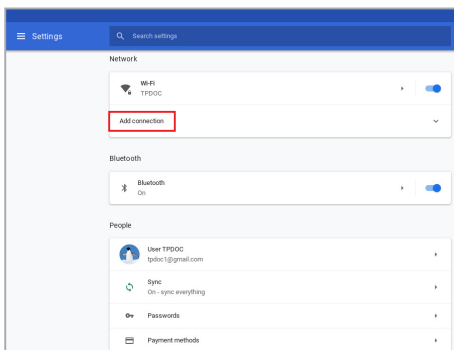 Settings
Search settings
Network
Wi-Fi
TPDOC
Add connection
Bluetooth
Bluetooth
On
People
User TPDOC
tpdoc1@gmail.com
Sync
On - sync everything
Passwords
Payment methods